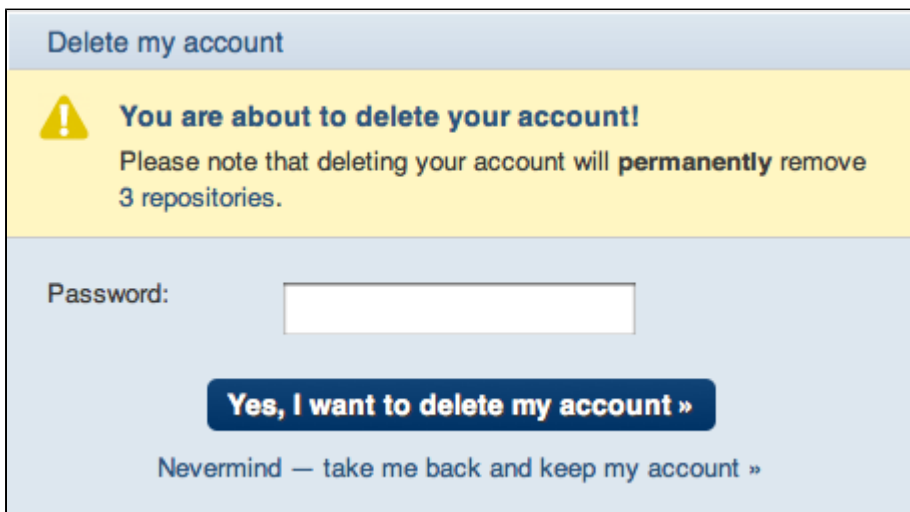 Delete my account
You are about to delete your account!
Please note that deleting your account will permanently remove
3 repositories.
Password:
Yes, I want to delete my account »
Nevermind — take me back and keep my account »